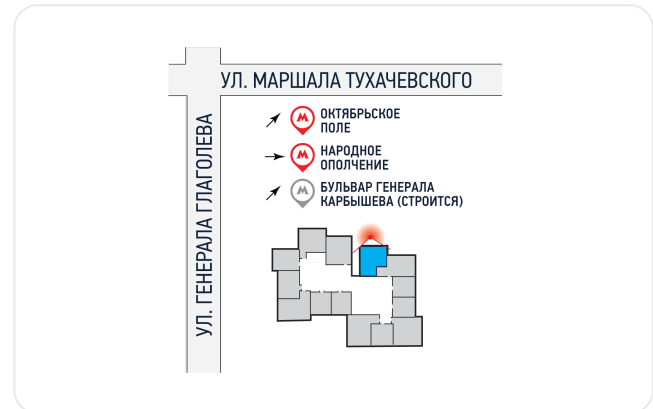 УЛ. МАРШАЛА ТУХАЧЕВСКОГО
УЛ. ГЕНЕРАЛА ГЛАГОЛЕВА
М ОКТЯБРЬСКОЕ
ПОЛЕ
М НАРОДНОЕ
ОПОЛЧЕНИЕ
М БУЛЬВАР ГЕНЕРАЛА
КАРБЫШЕВА (СТРОИТСЯ)